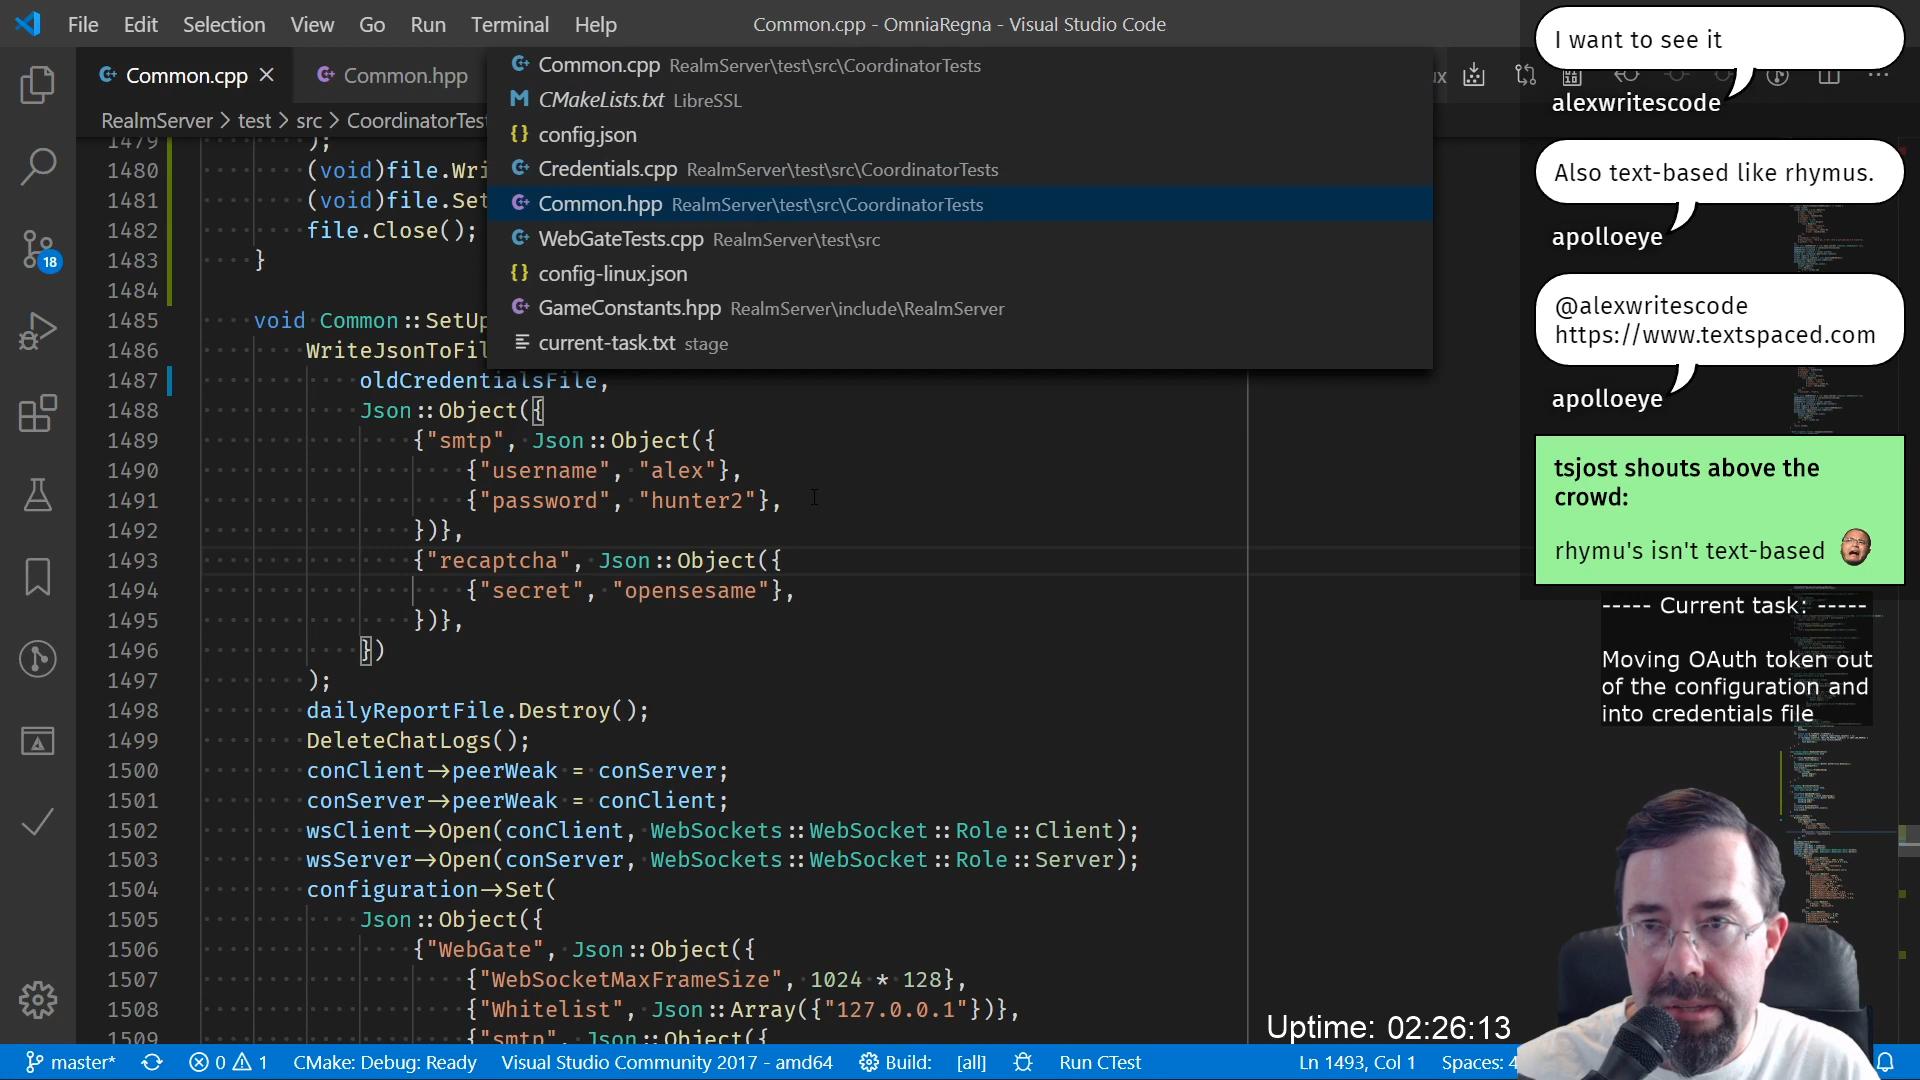 File Edit Selection View Go Run Terminal Help
Common.cpp - OmniaRegna - Visual Studio Code
Common.cpp
Common.hpp
RealmServer > test > src > CoordinatorTest
Common.cpp RealmServer\test\src\CoordinatorTests
CMakeLists.txt LibreSSL
config.json
Credentials.cpp RealmServer\test\src\CoordinatorTests
Common.hpp RealmServer\test\src\CoordinatorTests
WebGateTests.cpp RealmServer\test\src
config-linux.json
GameConstants.hpp RealmServer\include\RealmServer
current-task.txt stage
1479 );
1480 (void)file.Wri
1481 (void)file.Set
1482 file.Close();
1483 }
1484
1485 void Common::SetUp
1486 WriteJsonToFil
1487 oldCredentialsFile,
1488 Json::Object({
1489 {"smtp", Json::Object({
1490 {"username", "alex"},
1491 {"password", "hunter2"},
1492 })},
1493 {"recaptcha", Json::Object({
1494 {"secret", "opensesame"},
1495 })},
1496 })
1497 );
1498 dailyReportFile.Destroy();
1499 DeleteChatLogs();
1500 conClient->peerWeak = conServer;
1501 conServer->peerWeak = conClient;
1502 wsClient->Open(conClient, WebSockets::WebSocket::Role::Client);
1503 wsServer->Open(conServer, WebSockets::WebSocket::Role::Server);
1504 configuration->Set(
1505 Json::Object({
1506 {"WebGate", Json::Object({
1507 {"WebSocketMaxFrameSize", 1024 * 128},
1508 {"Whitelist", Json::Array({"127.0.0.1"})},
1509 {"smtp", Json::Object({
18
I want to see it
alexwritescode
Also text-based like rhymus.
apolloeye
@alexwritescode
https://www.textspaced.com
apolloeye
tsjost shouts above the
crowd:
rhymu's isn't text-based
----- Current task: -----
Moving OAuth token out
of the configuration and
into credentials file
Uptime: 02:26:13
master* 0 1 CMake: Debug: Ready Visual Studio Community 2017 - amd64 Build: [all] Run CTest Ln 1493, Col 1 Spaces: 4